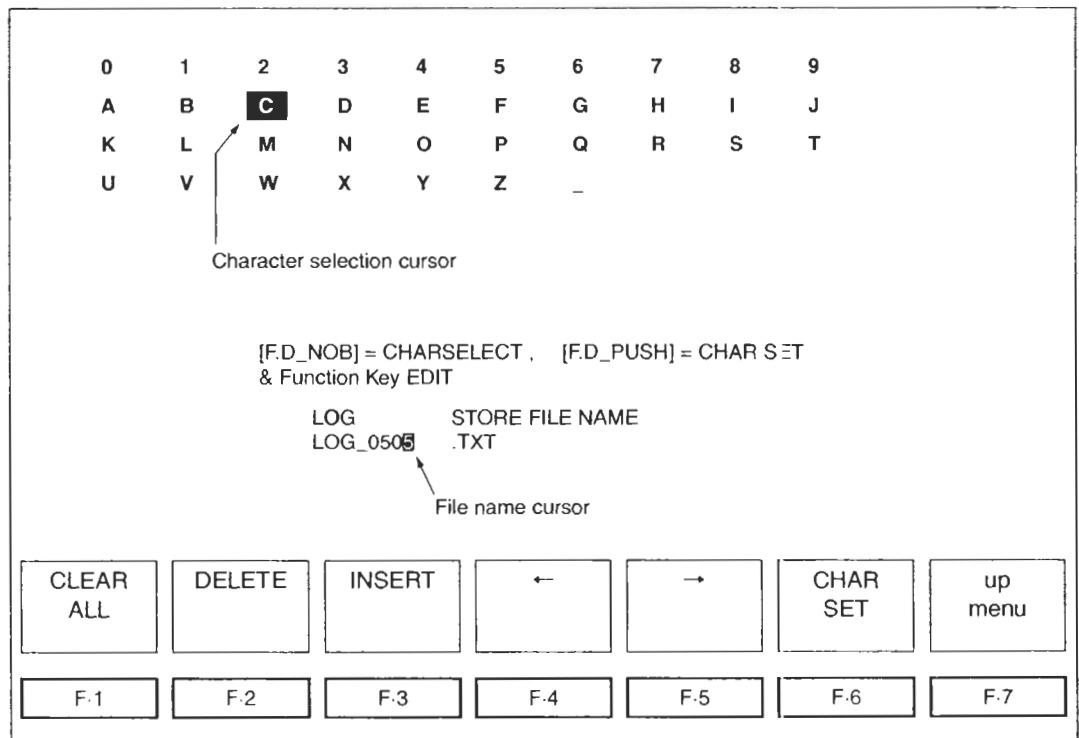 0 1 2 3 4 5 6 7 8 9
A B C D E F G H I J
K L M N O P Q R S T
U V W X Y Z _
Character selection cursor
[F.D_NOB] = CHARSELECT , [F.D_PUSH] = CHAR SET
& Function Key EDIT
LOG STORE FILE NAME
LOG_0505 .TXT
File name cursor
CLEAR ALL DELETE INSERT ← → CHAR SET up menu
F·1 F·2 F·3 F·4 F·5 F·6 F·7